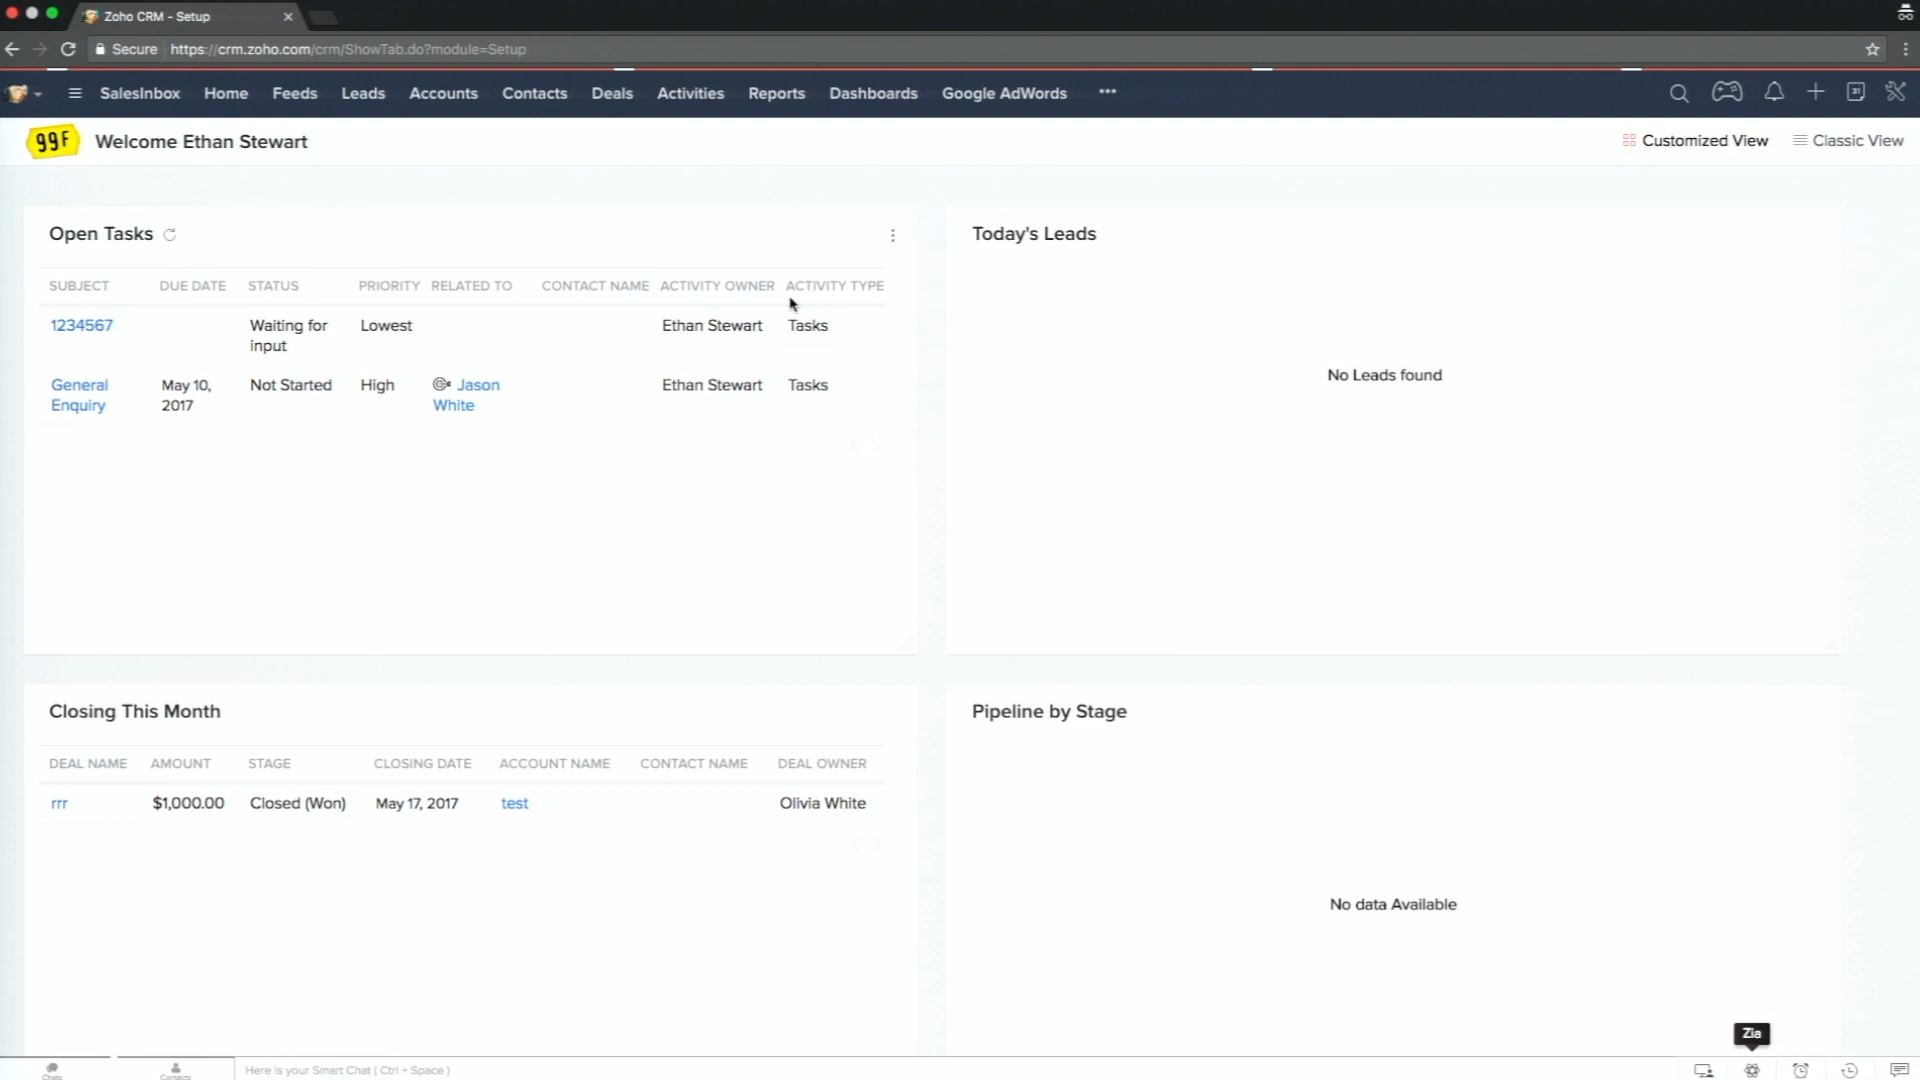 Zoho CRM - Setup
Secure https://crm.zoho.com/crm/ShowTab.do?module=Setup
SalesInbox Home Feeds Leads Accounts Contacts Deals Activities Reports Dashboards Google AdWords
31
99F Welcome Ethan Stewart
Customized View Classic View
Open Tasks
SUBJECT DUE DATE STATUS PRIORITY RELATED TO CONTACT NAME ACTIVITY OWNER ACTIVITY TYPE
1234567 Waiting for input Lowest Ethan Stewart Tasks
General Enquiry May 10, 2017 Not Started High Jason White Ethan Stewart Tasks
Today's Leads
No Leads found
Closing This Month
DEAL NAME AMOUNT STAGE CLOSING DATE ACCOUNT NAME CONTACT NAME DEAL OWNER
rrr $1,000.00 Closed (Won) May 17, 2017 test Olivia White
Pipeline by Stage
No data Available
Zia
Chats Contacts Here is your Smart Chat ( Ctrl + Space )